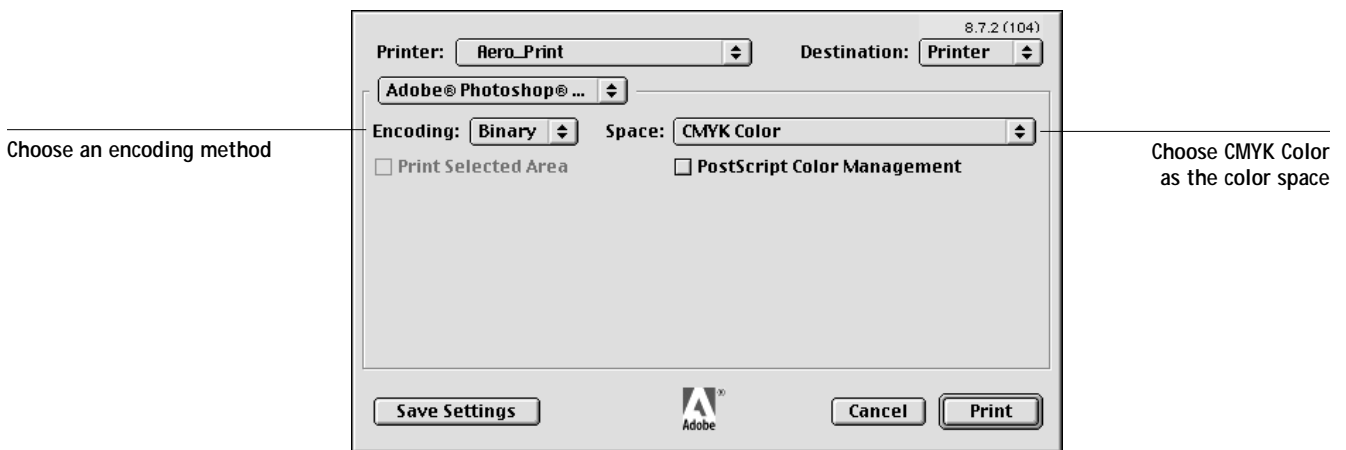 8.7.2 (104)
Printer: Aero_Print Destination: Printer
Adobe® Photoshop® ...
Encoding: Binary Space: CMYK Color
Choose an encoding method
Choose CMYK Color
as the color space
Print Selected Area PostScript Color Management
Save Settings Adobe ® Cancel Print